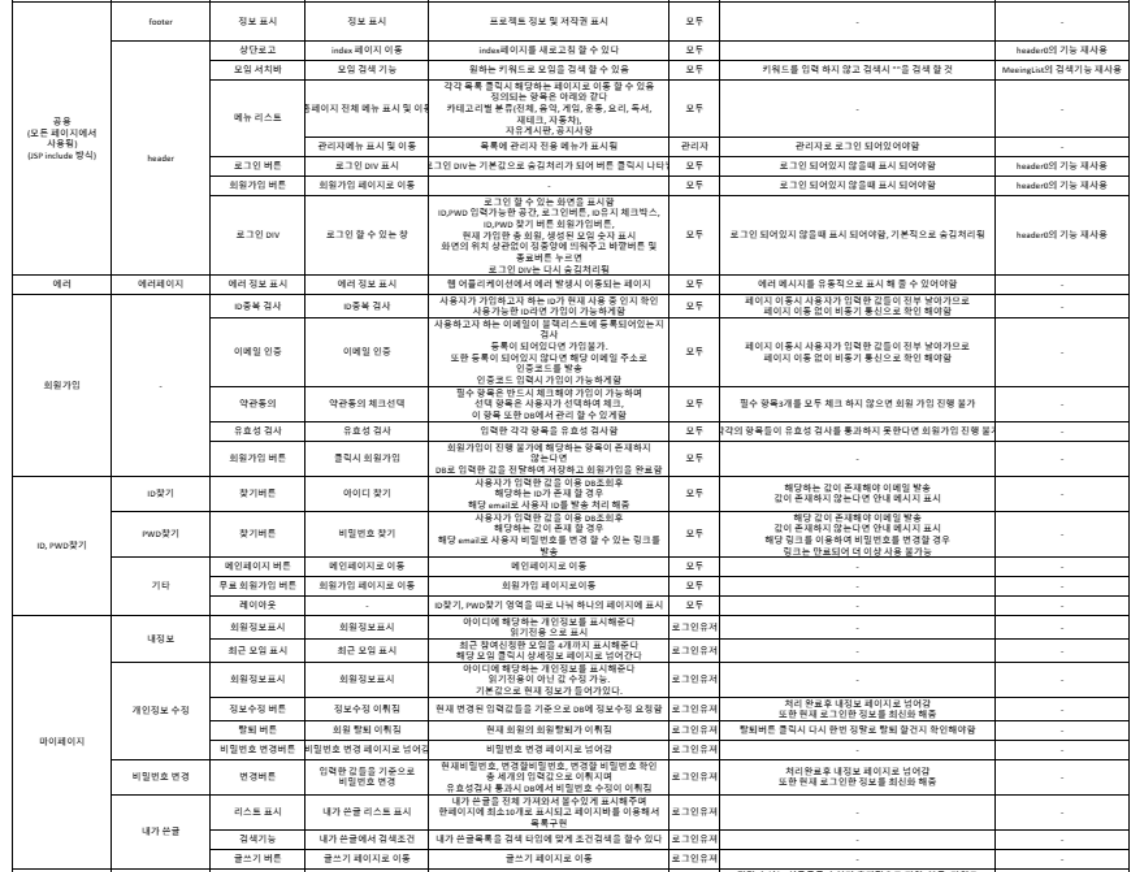 footer 정보 표시 정보 표시 프로젝트 정보 및 저작권 표시 모두 - -
공용
(모든 페이지에서
사용됨)
(JSP include 방식)
header
상단로고 index 페이지 이동 index페이지를 새로고침 할 수 있다 모두 header의 기능 재사용
모임 서치바 모임 검색 기능 원하는 키워드로 모임을 검색 할 수 있음 모두 키워드를 입력 하지 않고 검색시 ""을 검색 할 것 MeeingList의 검색기능 재사용
메뉴 리스트
페이지 전체 메뉴 표시 및 이동
각각 목록 클릭시 해당하는 페이지로 이동 할 수 있음
정의되는 항목은 아래와 같다
카테고리별 분류(전체, 음악, 게임, 운동, 요리, 독서,
재테크, 자동차),
자유게시판, 공지사항
모두 - -
관리자메뉴 표시 및 이동 목록에 관리자 전용 메뉴가 표시됨 관리자 관리자로 로그인 되어있어야함 -
로그인 버튼 로그인 DIV 표시 로그인 DIV는 기본값으로 숨김처리가 되어 버튼 클릭시 나타 모두 로그인 되어있지 않을때 표시 되어야함 header의 기능 재사용
회원가입 버튼 회원가입 페이지로 이동 - 모두 로그인 되어있지 않을때 표시 되어야함 header의 기능 재사용
로그인 DIV 로그인 할 수 있는 창
로그인 할 수 있는 화면을 표시함
ID,PWD 입력가능한 공간, 로그인버튼, ID유지 체크박스,
ID,PWD 찾기 버튼 회원가입버튼,
현재 가입한 총 회원, 생성된 모임 숫자 표시
화면의 위치 상관없이 정중앙에 띄워주고 바깥버튼 및
종료버튼 누르면
로그인 DIV는 다시 숨김처리됨
모두 로그인 되어있지 않을때 표시 되어야함, 기본적으로 숨김처리됨 header의 기능 재사용
에러 에러페이지 에러 정보 표시 에러 정보 표시 웹 어플리케이션에서 에러 발생시 이동되는 페이지 모두 에러 메시지를 유동적으로 표시 해 줄 수 있어야함 -
회원가입 -
ID중복 검사 ID중복 검사
사용자가 가입하고자 하는 ID가 현재 사용 중 인지 확인
사용가능한 ID라면 가입이 가능하게함
모두
페이지 이동시 사용자가 입력한 값들이 전부 날아가므로
페이지 이동 없이 비동기 통신으로 확인 해야함
-
이메일 인증 이메일 인증
사용하고자 하는 이메일이 블랙리스트에 등록되어있는지
검사
등록이 되어있다면 가입불가.
또한 등록이 되어있지 않다면 해당 이메일 주소로
인증코드를 발송
인증코드 입력시 가입이 가능하게함
모두
페이지 이동시 사용자가 입력한 값들이 전부 날아가므로
페이지 이동 없이 비동기 통신으로 확인 해야함
-
약관동의 약관동의 체크선택
필수 항목은 반드시 체크해야 가입이 가능하며
선택 항목은 사용자가 선택하여 체크,
이 항목 또한 DB에서 관리 할 수 있게함
모두 필수 항목3개를 모두 체크 하지 않으면 회원 가입 진행 불가 -
유효성 검사 유효성 검사 입력한 각각 항목을 유효성 검사함 모두 각각의 항목들이 유효성 검사를 통과하지 못한다면 회원가입 진행 불가 -
회원가입 버튼 클릭시 회원가입
회원가입이 진행 불가에 해당하는 항목이 존재하지
않는다면
DB로 입력한 값을 전달하여 저장하고 회원가입을 완료함
모두 - -
ID, PWD찾기
ID찾기 찾기버튼 아이디 찾기
사용자가 입력한 값을 이용 DB조회후
해당하는 ID가 존재 할 경우
해당 email로 사용자 ID를 발송 처리 해줌
모두
해당하는 값이 존재해야 이메일 발송
값이 존재하지 않는다면 안내 메시지 표시
-
PWD찾기 찾기버튼 비밀번호 찾기
사용자가 입력한 값을 이용 DB조회후
해당하는 값이 존재 할 경우
해당 email로 사용자 비밀번호를 변경 할 수 있는 링크를
발송
모두
해당 값이 존재해야 이메일 발송
값이 존재하지 않는다면 안내 메시지 표시
해당 링크를 이용하여 비밀번호를 변경할 경우
링크는 만료되어 더 이상 사용 불가능
-
기타
메인페이지 버튼 메인페이지로 이동 메인페이지로 이동 모두 - -
무료 회원가입 버튼 회원가입 페이지로 이동 회원가입 페이지로이동 모두 - -
레이아웃 - ID찾기, PWD찾기 영역을 따로 나눠 하나의 페이지에 표시 모두 - -
마이페이지
내정보
회원정보표시 회원정보표시
아이디에 해당하는 개인정보를 표시해준다
읽기전용 으로 표시
로그인유저 - -
최근 모임 표시 최근 모임 표시
최근 참여신청한 모임을 4개까지 표시해준다
해당 모임 클릭시 상세정보 페이지로 넘어간다
로그인유저 - -
개인정보 수정
회원정보표시 회원정보표시
아이디에 해당하는 개인정보를 표시해준다
읽기전용이 아닌 값 수정 가능.
기본값으로 현재 정보가 들어가있다.
로그인유저 - -
정보수정 버튼 정보수정 이뤄짐 현재 변경된 입력값들을 기준으로 DB에 정보수정 요청함 로그인유저
처리 완료후 내정보 페이지로 넘어감
또한 현재 로그인한 정보를 최신화 해줌
-
탈퇴 버튼 회원 탈퇴 이뤄짐 현재 회원의 회원탈퇴가 이뤄짐 로그인유저 탈퇴버튼 클릭시 다시 한번 정말로 탈퇴 할건지 확인해야함 -
비밀번호 변경버튼 비밀번호 변경 페이지로 넘어감 비밀번호 변경 페이지로 넘어감 로그인유저 - -
비밀번호 변경 변경버튼
입력한 값들을 기준으로
비밀번호 변경
현재비밀번호, 변경할비밀번호, 변경할 비밀번호 확인
총 세개의 입력값으로 이뤄지며
유효성검사 통과시 DB에서 비밀번호 수정이 이뤄짐
로그인유저
처리완료후 내정보 페이지로 넘어감
또한 현재 로그인한 정보를 최신화 해줌
-
내가 쓴글
리스트 표시 내가 쓴글 리스트 표시
내가 쓴글을 전체 가져와서 볼수있게 표시해주며
한페이지에 최소10개로 표시되고 페이지바를 이용해서
목록구현
로그인유저 - -
검색기능 내가 쓴글에서 검색조건 내가 쓴글목록을 검색 타입에 맞게 조건검색을 할수 있다 로그인유저 - -
글쓰기 버튼 글쓰기 페이지로 이동 글쓰기 페이지로 이동 로그인유저 - -